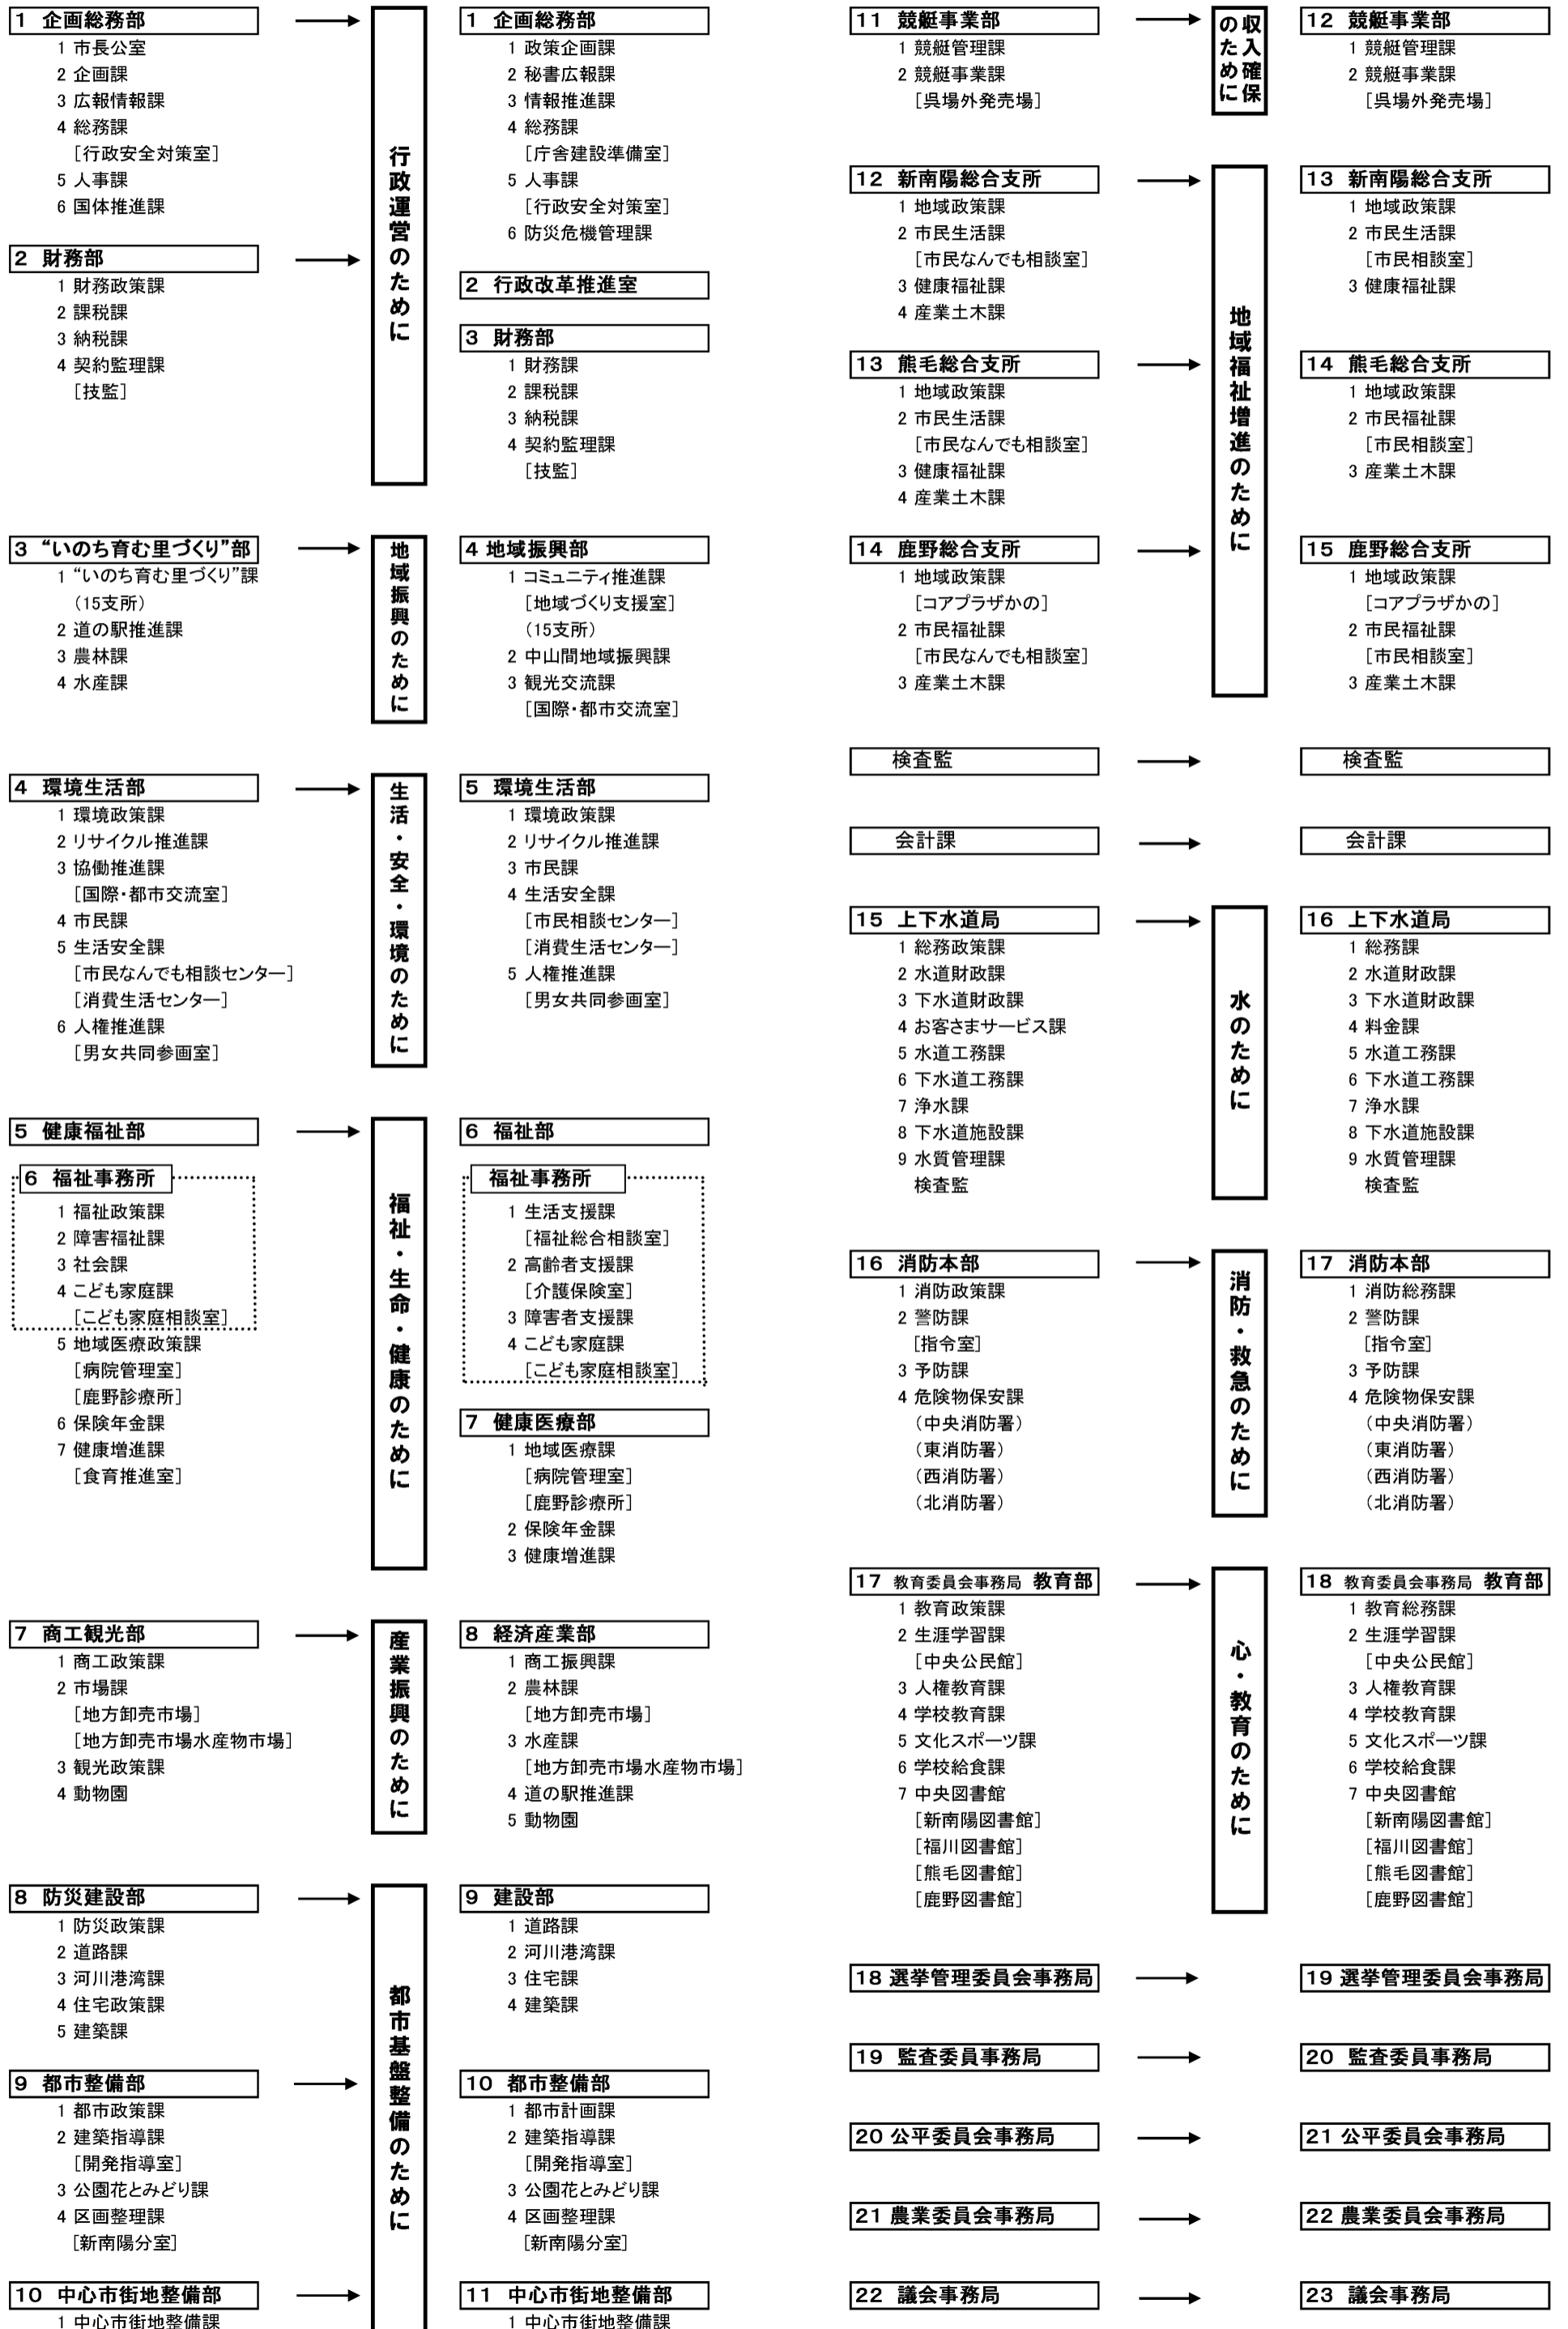 1 企画総務部
1 市長公室
2 企画課
3 広報情報課
4 総務課
［行政安全対策室］
5 人事課
6 国体推進課
2 財務部
1 財務政策課
2 課税課
3 納税課
4 契約監理課
［技監］
行政運営のために
1 企画総務部
1 政策企画課
2 秘書広報課
3 情報推進課
4 総務課
［庁舎建設準備室］
5 人事課
［行政安全対策室］
6 防災危機管理課
2 行政改革推進室
3 財務部
1 財務課
2 課税課
3 納税課
4 契約監理課
［技監］
3 “いのち育む里づくり”部
1 “いのち育む里づくり”課
（15支所）
2 道の駅推進課
3 農林課
4 水産課
地域振興のために
4 地域振興部
1 コミュニティ推進課
［地域づくり支援室］
（15支所）
2 中山間地域振興課
3 観光交流課
［国際・都市交流室］
4 環境生活部
1 環境政策課
2 リサイクル推進課
3 協働推進課
［国際・都市交流室］
4 市民課
5 生活安全課
［市民なんでも相談センター］
［消費生活センター］
6 人権推進課
［男女共同参画室］
生活・安全・環境のために
5 環境生活部
1 環境政策課
2 リサイクル推進課
3 市民課
4 生活安全課
［市民相談センター］
［消費生活センター］
5 人権推進課
［男女共同参画室］
5 健康福祉部
6 福祉事務所
1 福祉政策課
2 障害福祉課
3 社会課
4 こども家庭課
［こども家庭相談室］
5 地域医療政策課
［病院管理室］
［鹿野診療所］
6 保険年金課
7 健康増進課
［食育推進室］
福祉・生命・健康のために
6 福祉部
福祉事務所
1 生活支援課
［福祉総合相談室］
2 高齢者支援課
［介護保険室］
3 障害者支援課
4 こども家庭課
［こども家庭相談室］
7 健康医療部
1 地域医療課
［病院管理室］
［鹿野診療所］
2 保険年金課
3 健康増進課
7 商工観光部
1 商工政策課
2 市場課
［地方卸売市場］
［地方卸売市場水産物市場］
3 観光政策課
4 動物園
産業振興のために
8 経済産業部
1 商工振興課
2 農林課
［地方卸売市場］
3 水産課
［地方卸売市場水産物市場］
4 道の駅推進課
5 動物園
8 防災建設部
1 防災政策課
2 道路課
3 河川港湾課
4 住宅政策課
5 建築課
9 都市整備部
1 都市政策課
2 建築指導課
［開発指導室］
3 公園花とみどり課
4 区画整理課
［新南陽分室］
10 中心市街地整備部
1 中心市街地整備課
都市基盤整備のために
9 建設部
1 道路課
2 河川港湾課
3 住宅課
4 建築課
10 都市整備部
1 都市計画課
2 建築指導課
［開発指導室］
3 公園花とみどり課
4 区画整理課
［新南陽分室］
11 中心市街地整備部
1 中心市街地整備課
11 競艇事業部
1 競艇管理課
2 競艇事業課
［呉場外発売場］
収入確保
のために
12 競艇事業部
1 競艇管理課
2 競艇事業課
［呉場外発売場］
12 新南陽総合支所
1 地域政策課
2 市民生活課
［市民なんでも相談室］
3 健康福祉課
4 産業土木課
13 熊毛総合支所
1 地域政策課
2 市民生活課
［市民なんでも相談室］
3 健康福祉課
4 産業土木課
14 鹿野総合支所
1 地域政策課
［コアプラザかの］
2 市民福祉課
［市民なんでも相談室］
3 産業土木課
地域福祉増進のために
13 新南陽総合支所
1 地域政策課
2 市民生活課
［市民相談室］
3 健康福祉課
14 熊毛総合支所
1 地域政策課
2 市民福祉課
［市民相談室］
3 産業土木課
15 鹿野総合支所
1 地域政策課
［コアプラザかの］
2 市民福祉課
［市民相談室］
3 産業土木課
検査監
検査監
会計課
会計課
15 上下水道局
1 総務政策課
2 水道財政課
3 下水道財政課
4 お客さまサービス課
5 水道工務課
6 下水道工務課
7 浄水課
8 下水道施設課
9 水質管理課
検査監
水のために
16 上下水道局
1 総務課
2 水道財政課
3 下水道財政課
4 料金課
5 水道工務課
6 下水道工務課
7 浄水課
8 下水道施設課
9 水質管理課
検査監
16 消防本部
1 消防政策課
2 警防課
［指令室］
3 予防課
4 危険物保安課
（中央消防署）
（東消防署）
（西消防署）
（北消防署）
消防・救急のために
17 消防本部
1 消防総務課
2 警防課
［指令室］
3 予防課
4 危険物保安課
（中央消防署）
（東消防署）
（西消防署）
（北消防署）
17 教育委員会事務局 教育部
1 教育政策課
2 生涯学習課
［中央公民館］
3 人権教育課
4 学校教育課
5 文化スポーツ課
6 学校給食課
7 中央図書館
［新南陽図書館］
［福川図書館］
［熊毛図書館］
［鹿野図書館］
心・教育のために
18 教育委員会事務局 教育部
1 教育総務課
2 生涯学習課
［中央公民館］
3 人権教育課
4 学校教育課
5 文化スポーツ課
6 学校給食課
7 中央図書館
［新南陽図書館］
［福川図書館］
［熊毛図書館］
［鹿野図書館］
18 選挙管理委員会事務局
19 選挙管理委員会事務局
19 監査委員事務局
20 監査委員事務局
20 公平委員会事務局
21 公平委員会事務局
21 農業委員会事務局
22 農業委員会事務局
22 議会事務局
23 議会事務局